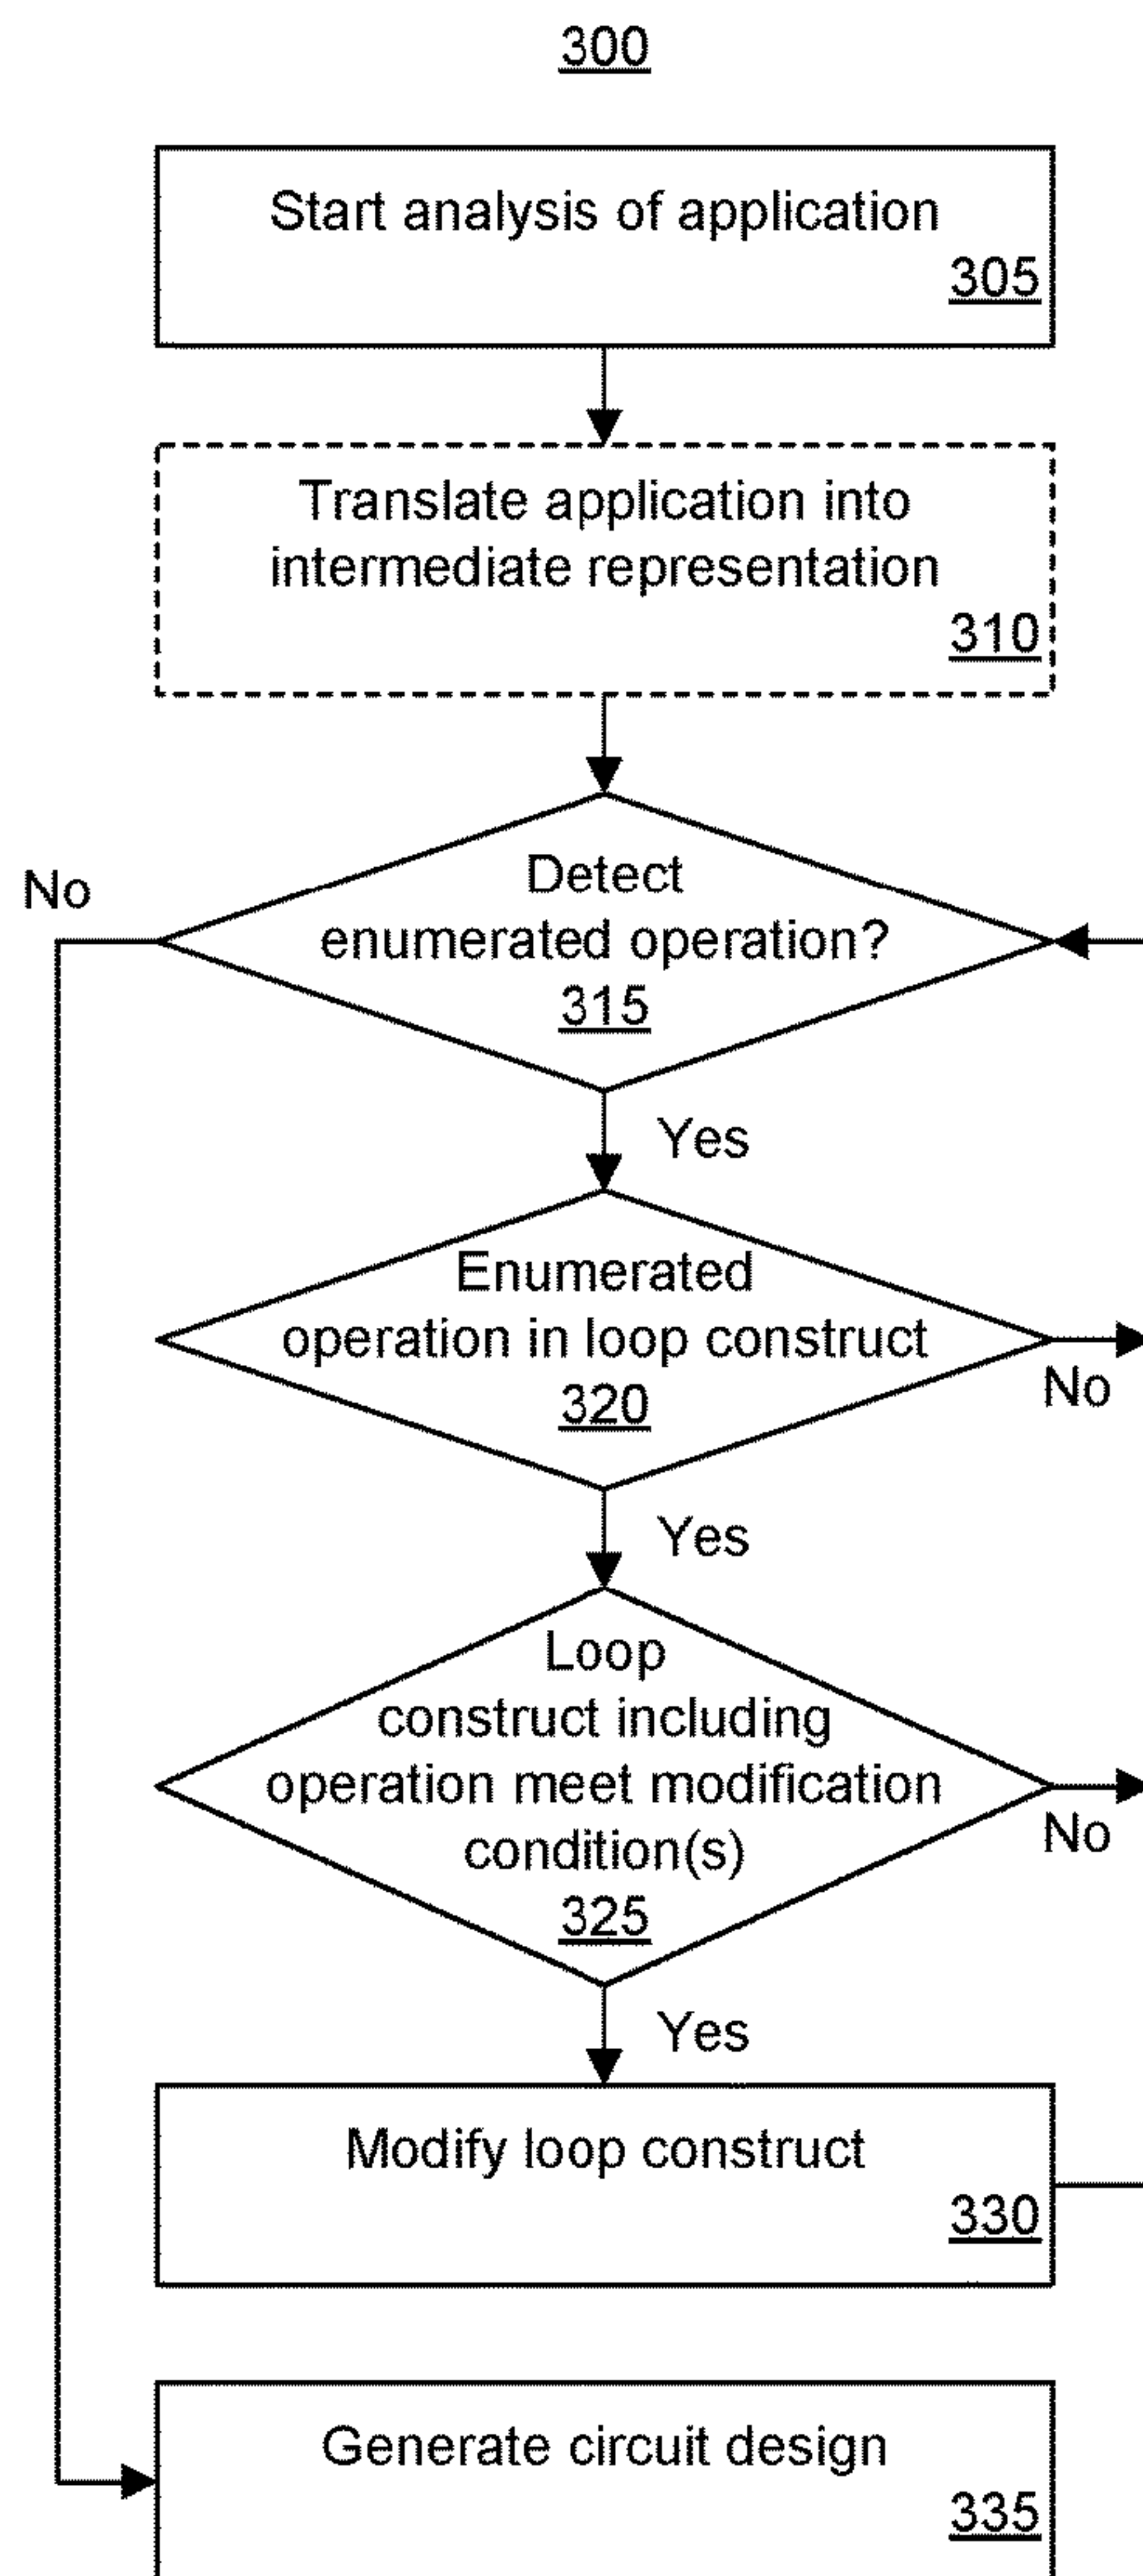 300
Start analysis of application
305
Translate application into
intermediate representation
310
No
Detect
enumerated operation?
315
Yes
Enumerated
operation in loop construct
320
No
Yes
Loop
construct including
operation meet modification
condition(s)
325
No
Yes
Modify loop construct
330
Generate circuit design
335